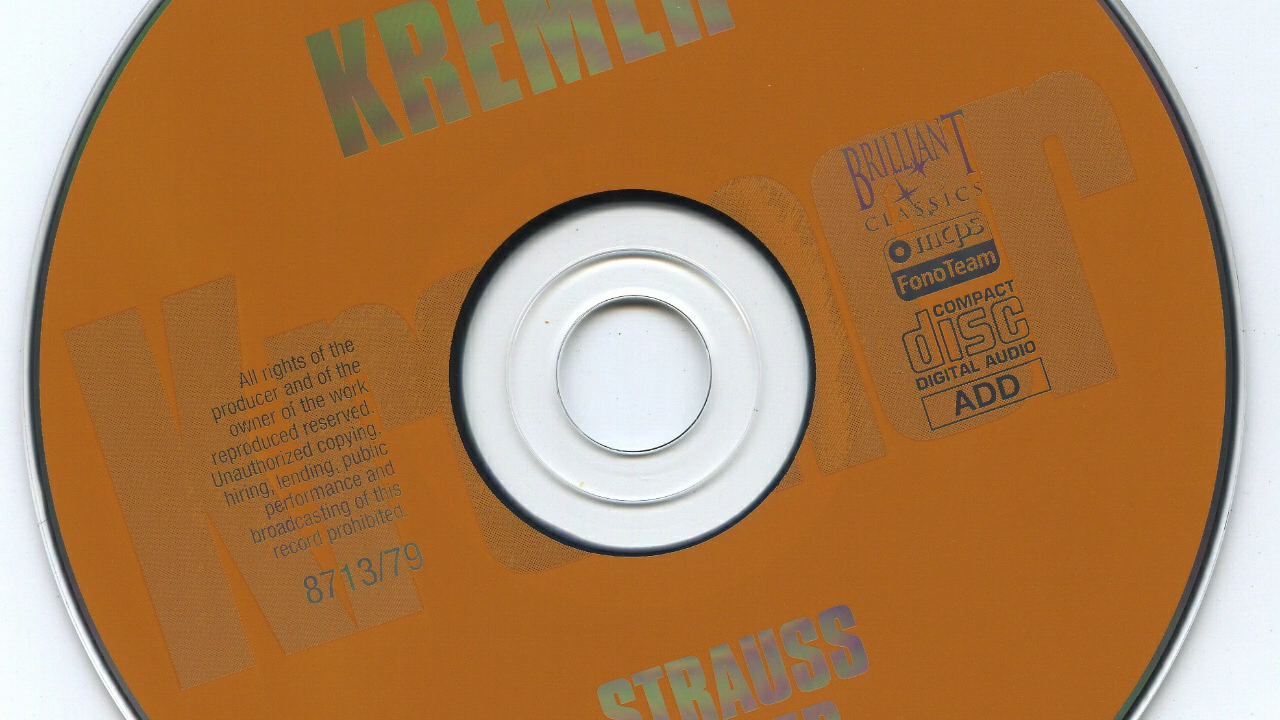 KREMER
Kremer
BRILLIANT
CLASSICS
mcps
FonoTeam
COMPACT
disc
DIGITAL AUDIO
ADD
All rights of the
producer and of the
owner of the work
reproduced reserved.
Unauthorized copying,
hiring, lending, public
performance and
broadcasting of this
record prohibited.
8713/79
STRAUSS